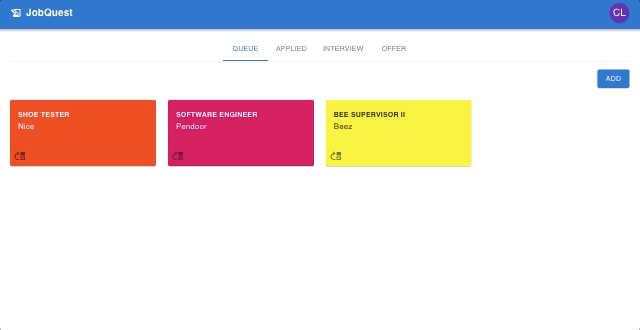 JobQuest
CL
QUEUE APPLIED INTERVIEW OFFER
ADD
SHOE TESTER
Nice
SOFTWARE ENGINEER
Pendoor
BEE SUPERVISOR II
Beez